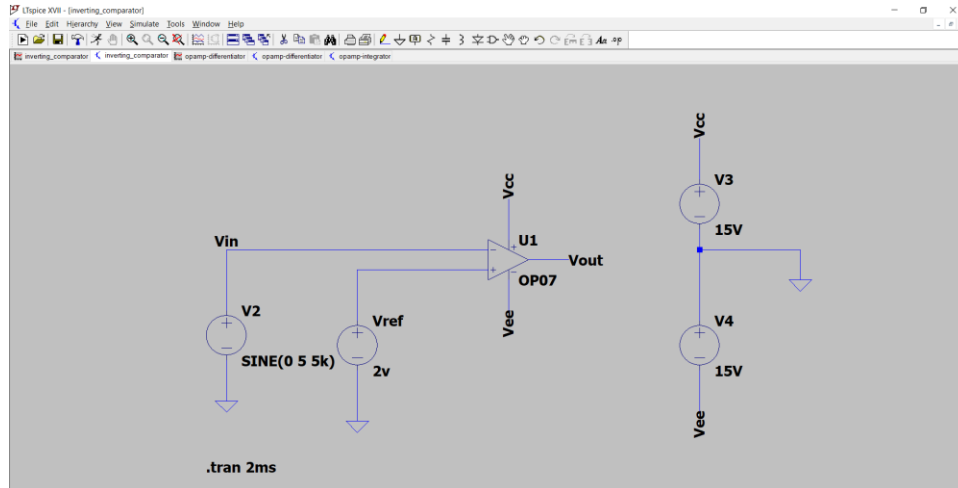 LTspice XVII - [inverting_comparator]
File Edit Hierarchy View Simulate Tools Window Help
inverting_comparator inverting_comparator opamp-differentiator opamp-differentiator opamp-integrator
Vcc
V3
15V
Vcc
Vin
U1
Vout
OP07
V2
SINE(0 5 5k)
Vref
2v
Vee
V4
15V
Vee
.tran 2ms